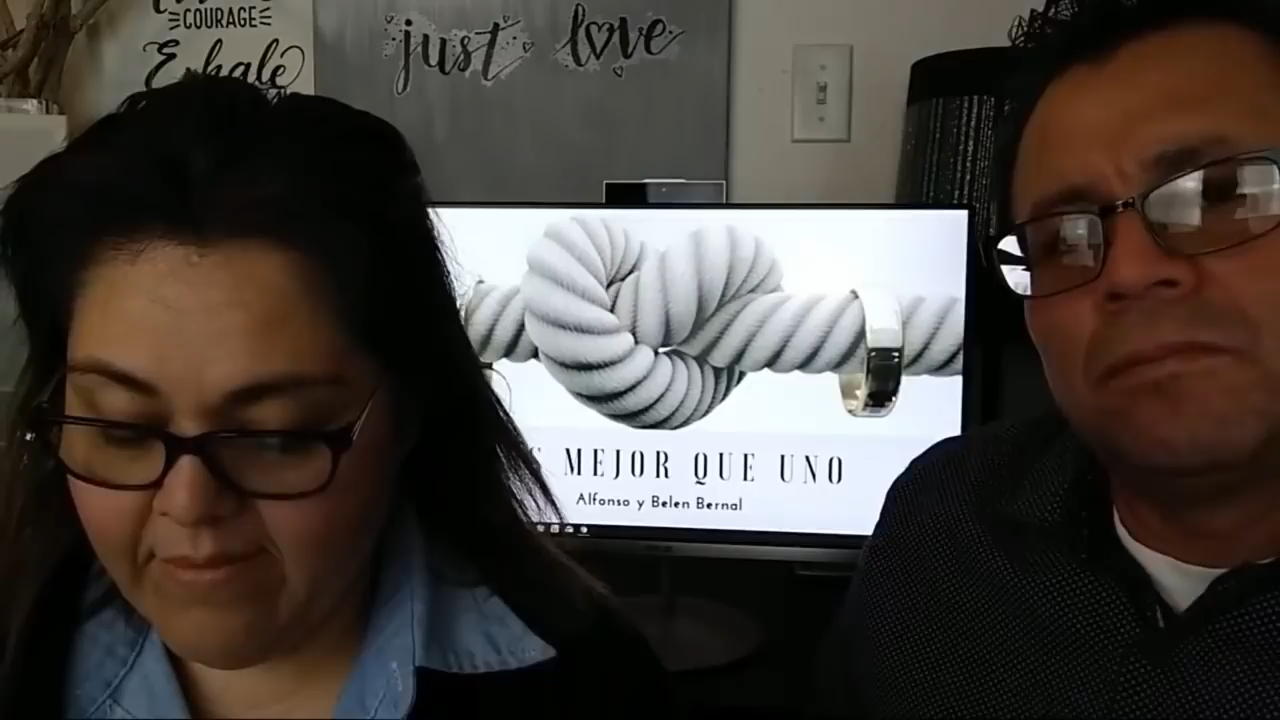 COURAGE
Exhale
just love
MEJOR QUE UNO
Alfonso y Belen Bernal